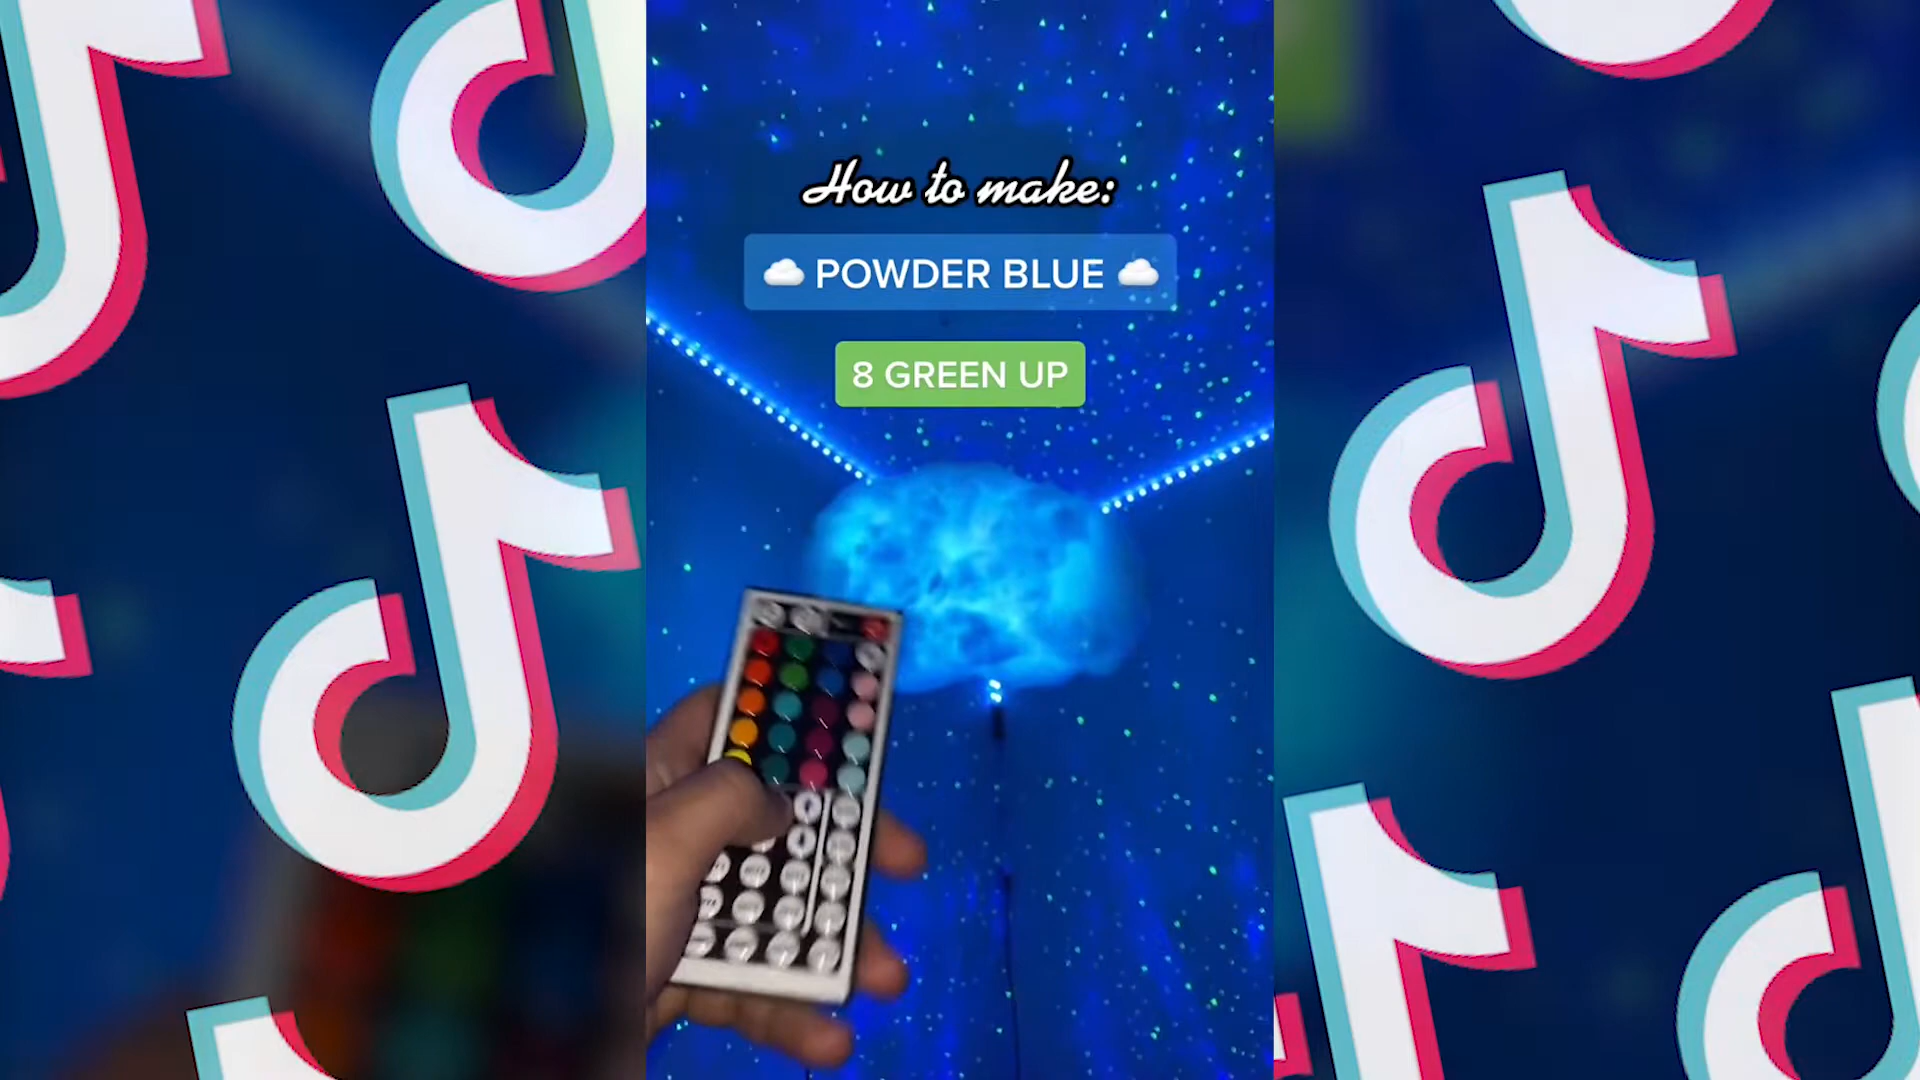 How to make:
☁️ POWDER BLUE ☁️
8 GREEN UP